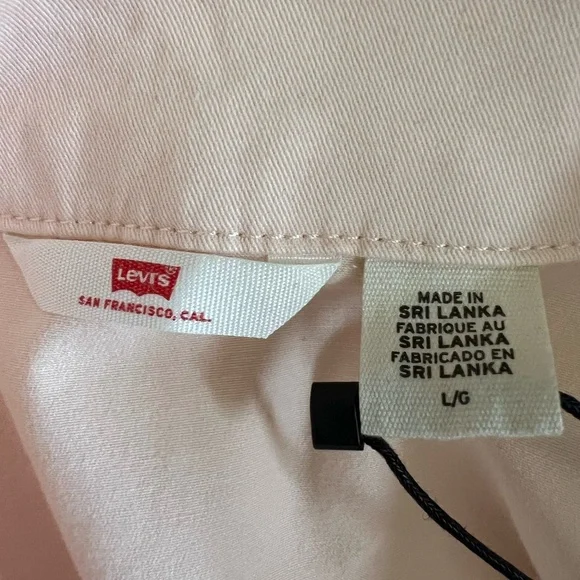 Levi's
SAN FRANCISCO, CAL.
MADE IN
SRI LANKA
FABRIQUE AU
SRI LANKA
FABRICADO EN
SRI LANKA
L/G